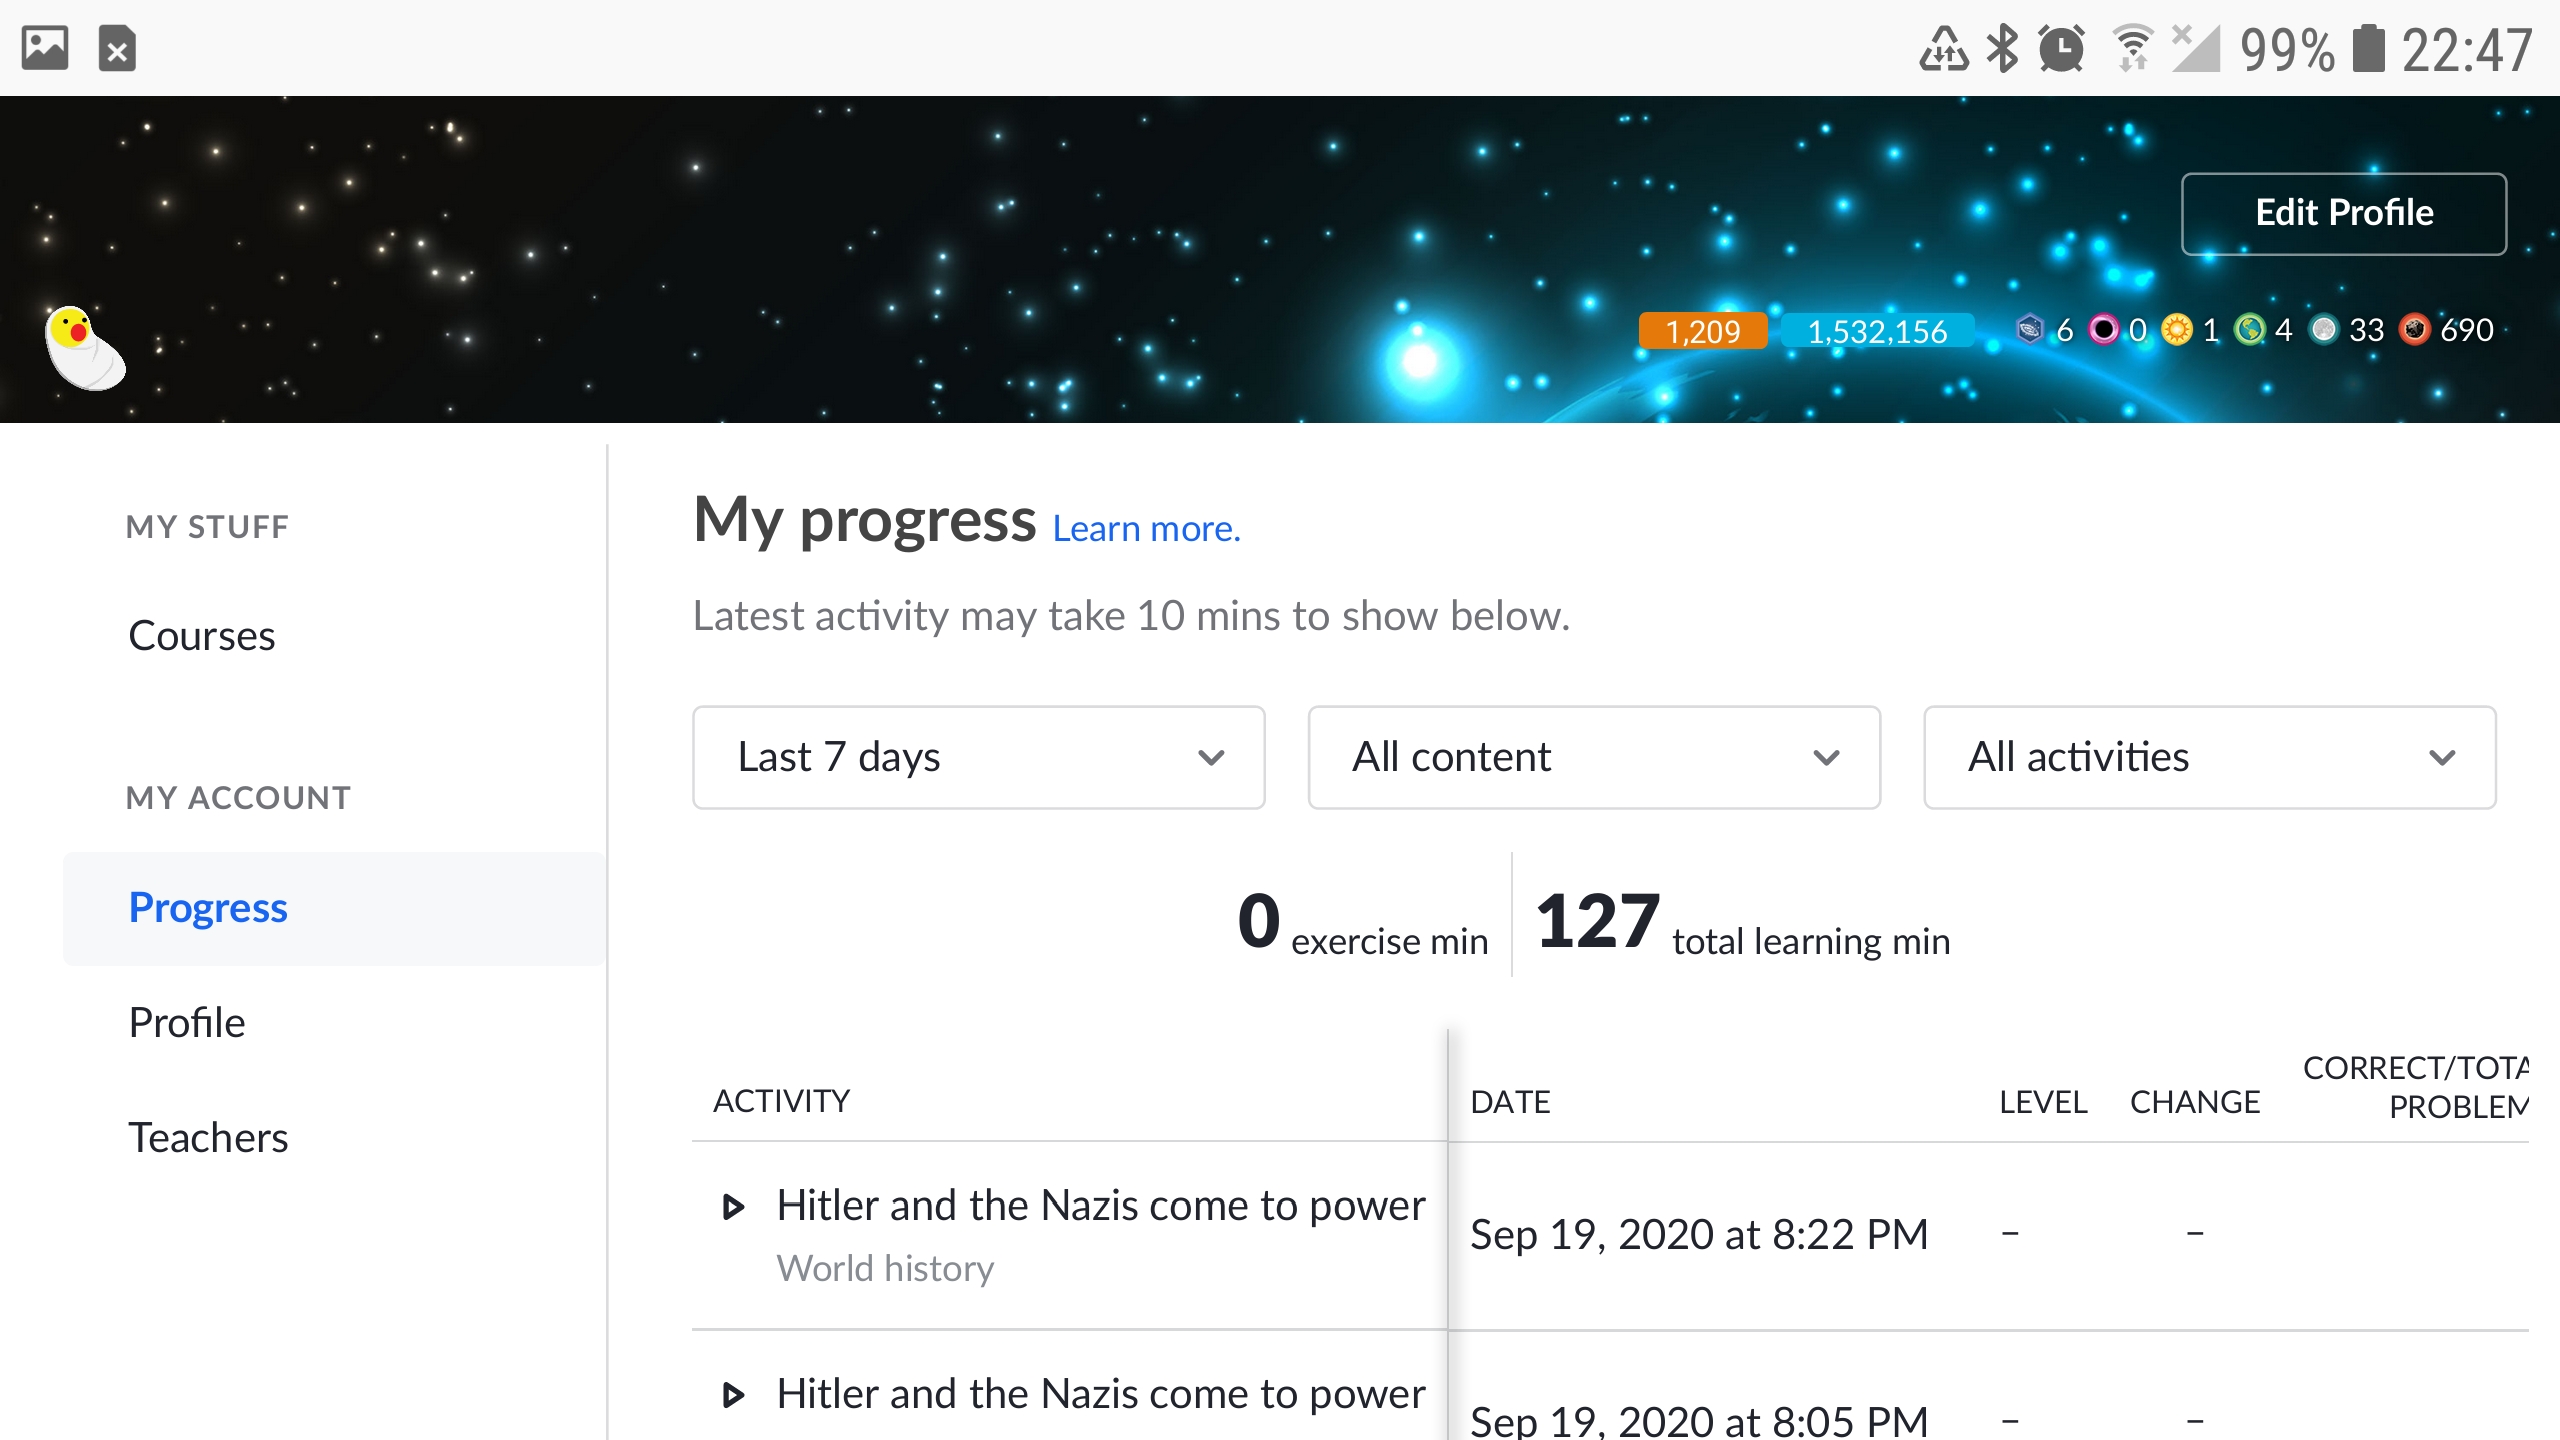 99% 22:47
Edit Profile
1,209 1,532,156 6 0 1 4 33 690
MY STUFF
Courses
MY ACCOUNT
Progress
Profile
Teachers
My progress Learn more.
Latest activity may take 10 mins to show below.
Last 7 days All content All activities
0 exercise min 127 total learning min
ACTIVITY DATE LEVEL CHANGE CORRECT/TOTA
PROBLEM
Hitler and the Nazis come to power
World history
Sep 19, 2020 at 8:22 PM – –
Hitler and the Nazis come to power
Sep 19, 2020 at 8:05 PM – –